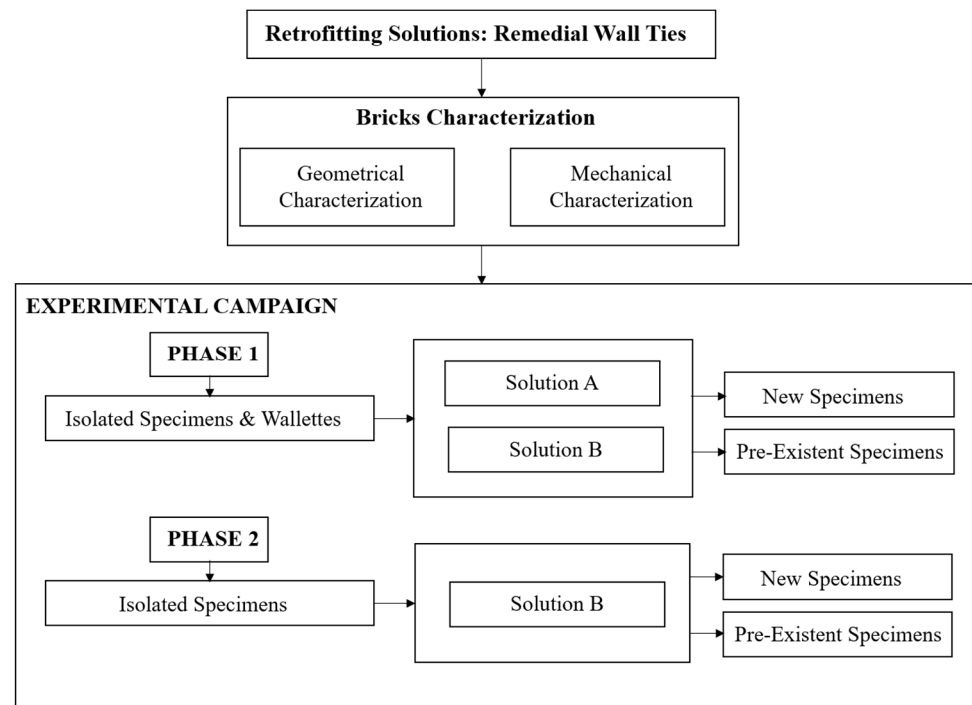 Retrofitting Solutions: Remedial Wall Ties
Bricks Characterization
Geometrical
Characterization
Mechanical
Characterization
EXPERIMENTAL CAMPAIGN
PHASE 1
Isolated Specimens & Wallettes
Solution A
Solution B
New Specimens
Pre-Existent Specimens
PHASE 2
Isolated Specimens
Solution B
New Specimens
Pre-Existent Specimens